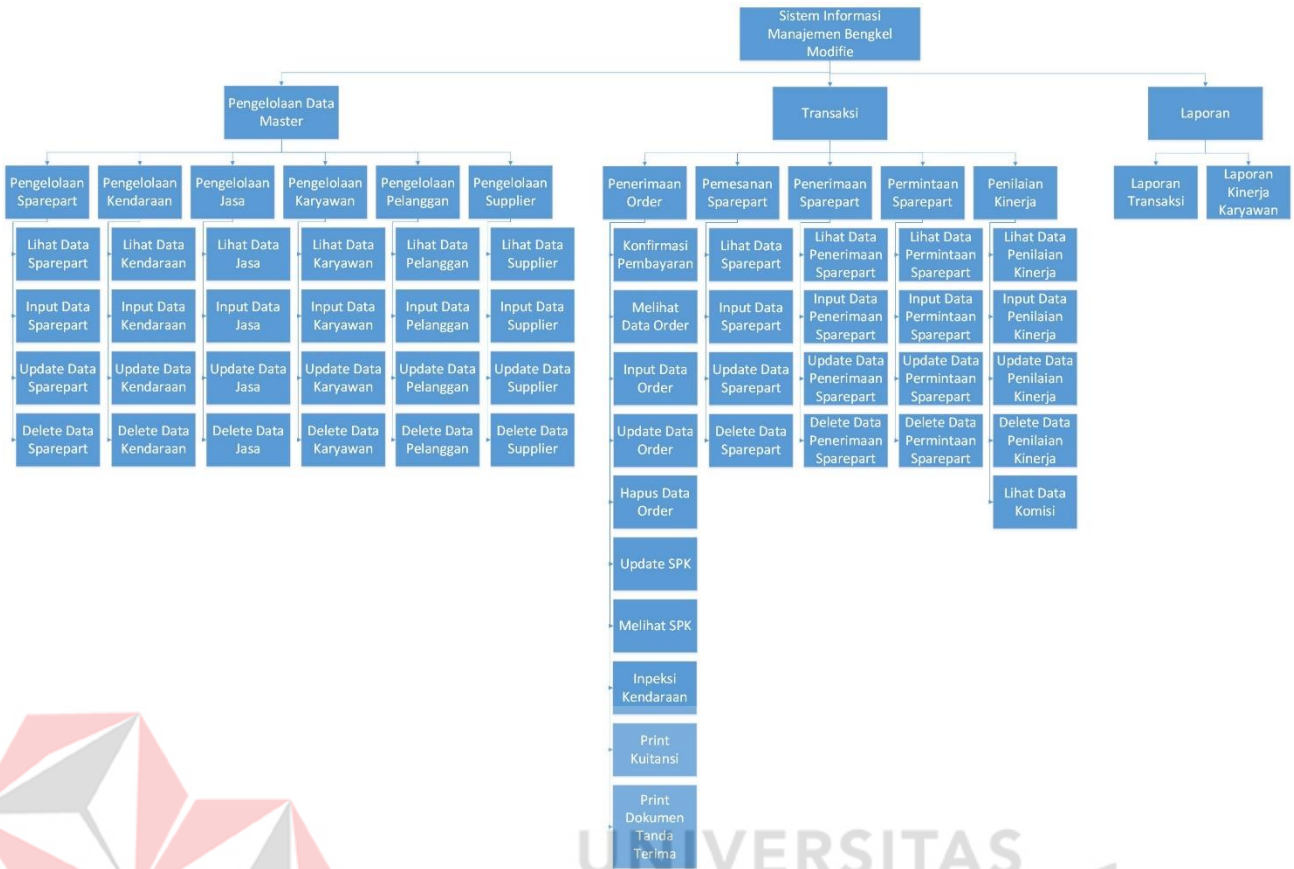 Sistem Informasi
Manajemen Bengkel
Modifie
Pengelolaan Data
Master
Transaksi
Laporan
Pengelolaan
Sparepart
Pengelolaan
Kendaraan
Pengelolaan
Jasa
Pengelolaan
Karyawan
Pengelolaan
Pelanggan
Pengelolaan
Supplier
Penerimaan
Order
Pemesanan
Sparepart
Penerimaan
Sparepart
Permintaan
Sparepart
Penilaian
Kinerja
Laporan
Transaksi
Laporan
Kinerja
Karyawan
Lihat Data
Sparepart
Lihat Data
Kendaraan
Lihat Data
Jasa
Lihat Data
Karyawan
Lihat Data
Pelanggan
Lihat Data
Supplier
Konfirmasi
Pembayaran
Lihat Data
Sparepart
Lihat Data
Penerimaan
Sparepart
Lihat Data
Permintaan
Sparepart
Lihat Data
Penilaian
Kinerja
Input Data
Sparepart
Input Data
Kendaraan
Input Data
Jasa
Input Data
Karyawan
Input Data
Pelanggan
Input Data
Supplier
Melihat
Data Order
Input Data
Sparepart
Input Data
Penerimaan
Sparepart
Input Data
Permintaan
Sparepart
Input Data
Penilaian
Kinerja
Update Data
Sparepart
Update Data
Kendaraan
Update Data
Jasa
Update Data
Karyawan
Update Data
Pelanggan
Update Data
Supplier
Input Data
Order
Update Data
Sparepart
Update Data
Penerimaan
Sparepart
Update Data
Permintaan
Sparepart
Update Data
Penilaian
Kinerja
Delete Data
Sparepart
Delete Data
Kendaraan
Delete Data
Jasa
Delete Data
Karyawan
Delete Data
Pelanggan
Delete Data
Supplier
Update Data
Order
Delete Data
Sparepart
Delete Data
Penerimaan
Sparepart
Delete Data
Permintaan
Sparepart
Delete Data
Penilaian
Kinerja
Hapus Data
Order
Lihat Data
Komisi
Update SPK
Melihat SPK
Inpeksi
Kendaraan
Print
Kuitansi
Print
Dokumen
Tanda
Terima
UNIVERSITAS